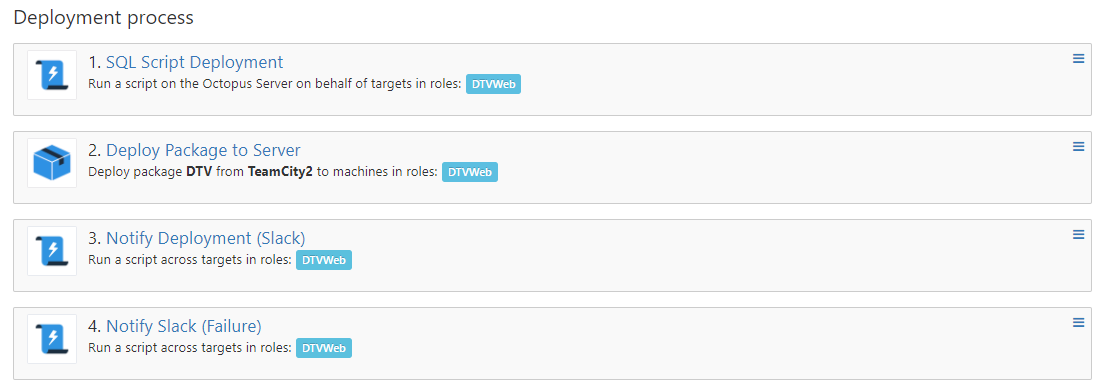 Deployment process
1. SQL Script Deployment
Run a script on the Octopus Server on behalf of targets in roles: DTVWeb
2. Deploy Package to Server
Deploy package DTV from TeamCity2 to machines in roles: DTVWeb
3. Notify Deployment (Slack)
Run a script across targets in roles: DTVWeb
4. Notify Slack (Failure)
Run a script across targets in roles: DTVWeb